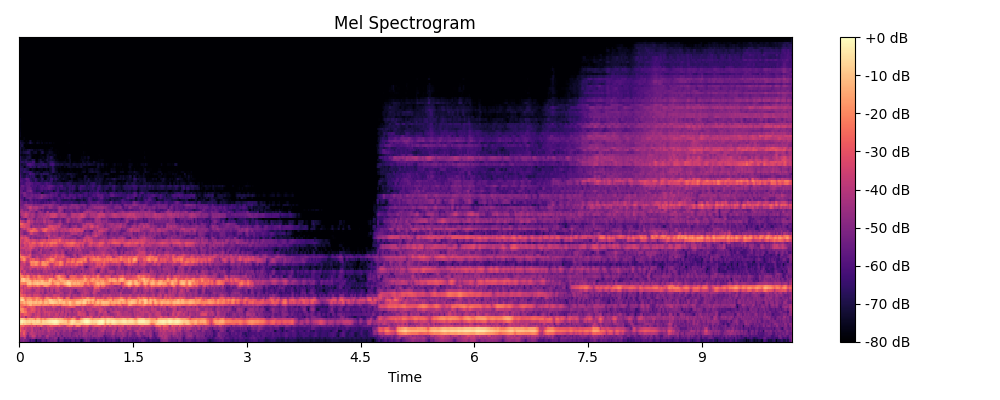 Mel Spectrogram
+0 dB
-10 dB
-20 dB
-30 dB
-40 dB
-50 dB
-60 dB
-70 dB
-80 dB
0 1.5 3 4.5 6 7.5 9
Time